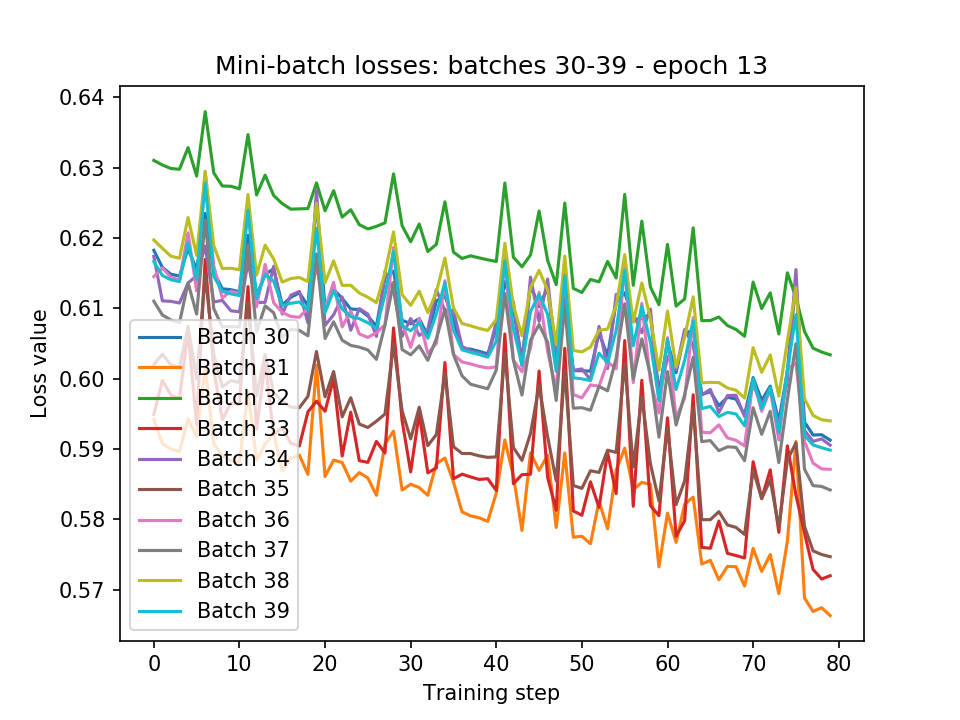 Mini-batch losses: batches 30-39 - epoch 13
0.64
0.63
0.62
0.61
0.60
0.59
0.58
0.57
Loss value
Batch 30
Batch 31
Batch 32
Batch 33
Batch 34
Batch 35
Batch 36
Batch 37
Batch 38
Batch 39
0 10 20 30 40 50 60 70 80
Training step